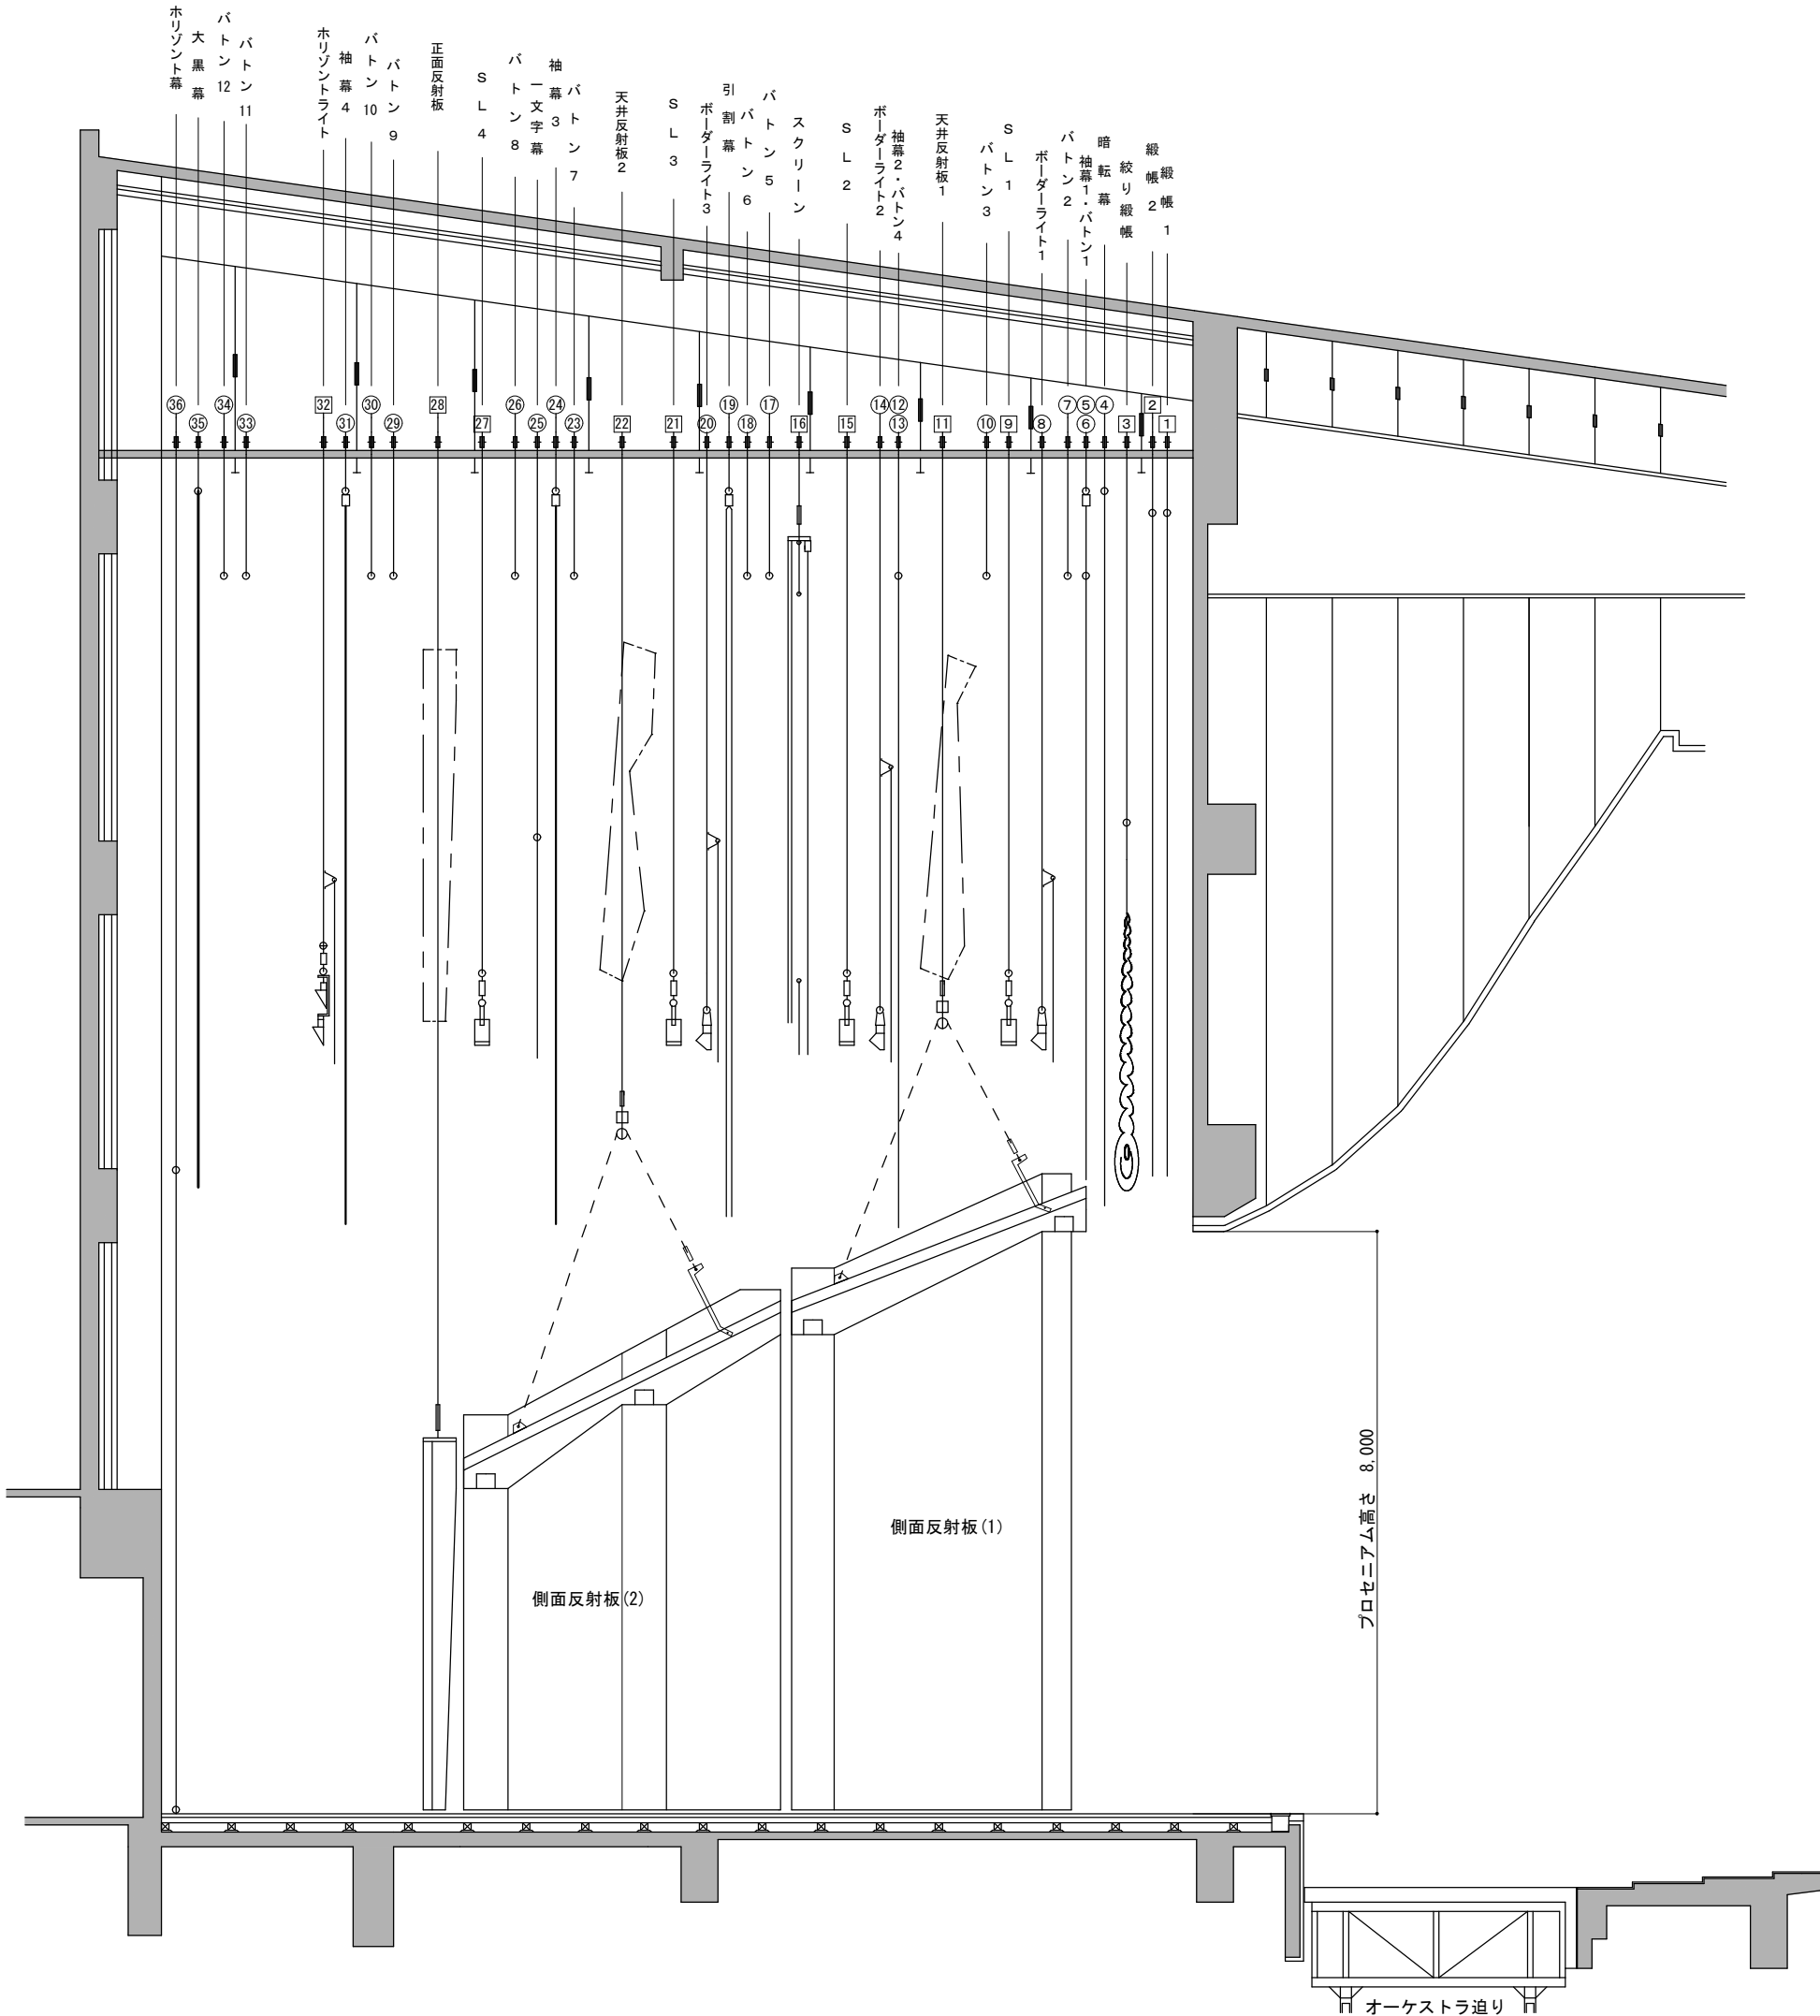 ホリゾント幕
大黒幕
バトン12
バトン11
ホリゾントライト
袖幕4
バトン10
バトン9
正面反射板
SL4
バトン8
一文字幕
袖幕3
バトン7
天井反射板2
SL3
ボーダーライト3
引割幕
バトン6
バトン5
スクリーン
SL2
ボーダーライト2
袖幕2・バトン4
天井反射板1
バトン3
SL1
ボーダーライト1
バトン2
袖幕1・バトン1
暗転幕
絞り緞帳
緞帳2
緞帳1
㊱
㉟
㉞
㉝
32
㉛
㉚
㉙
28
27
㉖
㉕
㉔
㉓
22
21
⑳
⑲
⑱
⑰
16
15
⑭
⑫
⑬
11
⑩
9
⑧
⑦
⑤
⑥
④
3
2
1
プロセニアム高さ 8,000
側面反射板(1)
側面反射板(2)
オーケストラ迫り